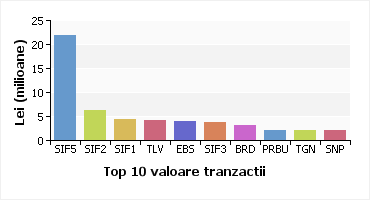 Lei (milioane)
25
20
15
10
5
0
SIF5 SIF2 SIF1 TLV EBS SIF3 BRD PRBU TGN SNP
Top 10 valoare tranzactii